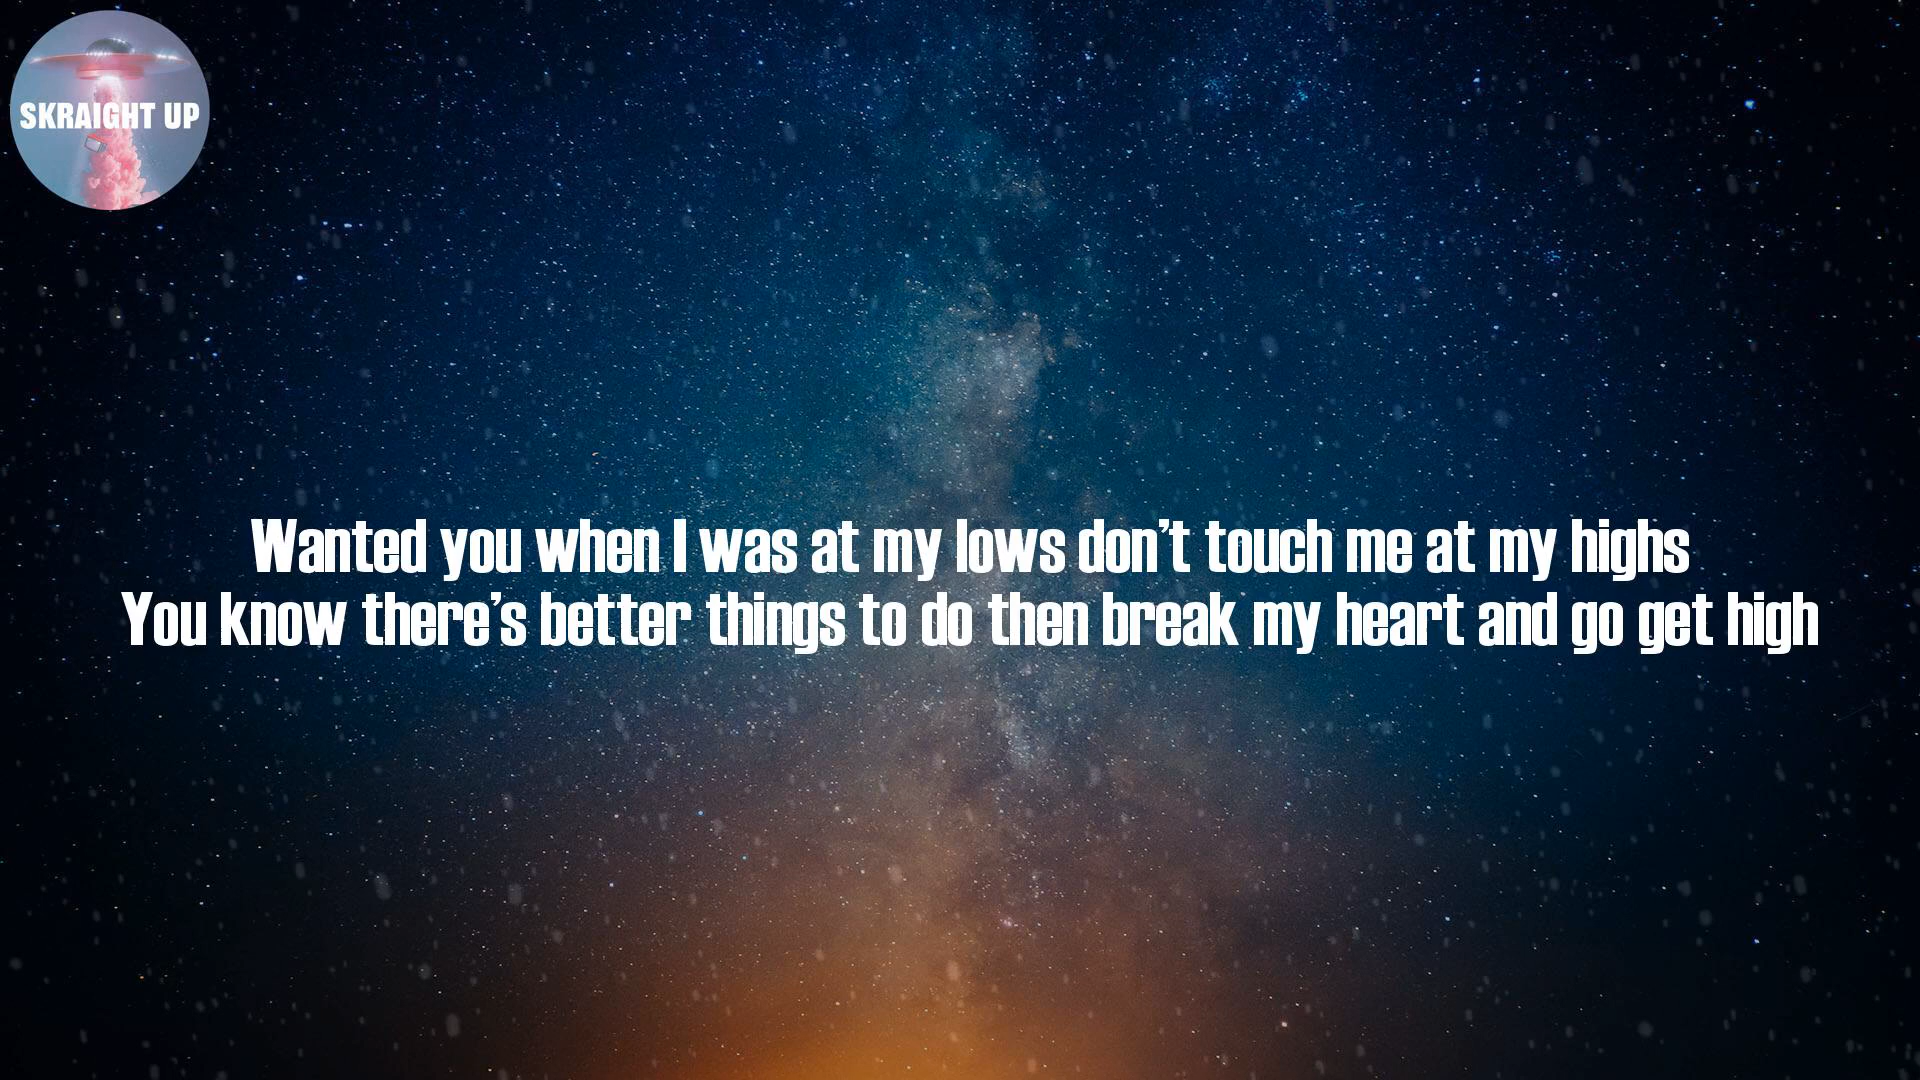 SKRAIGHT UP
Wanted you when I was at my lows don't touch me at my highs
You know there's better things to do then break my heart and go get high